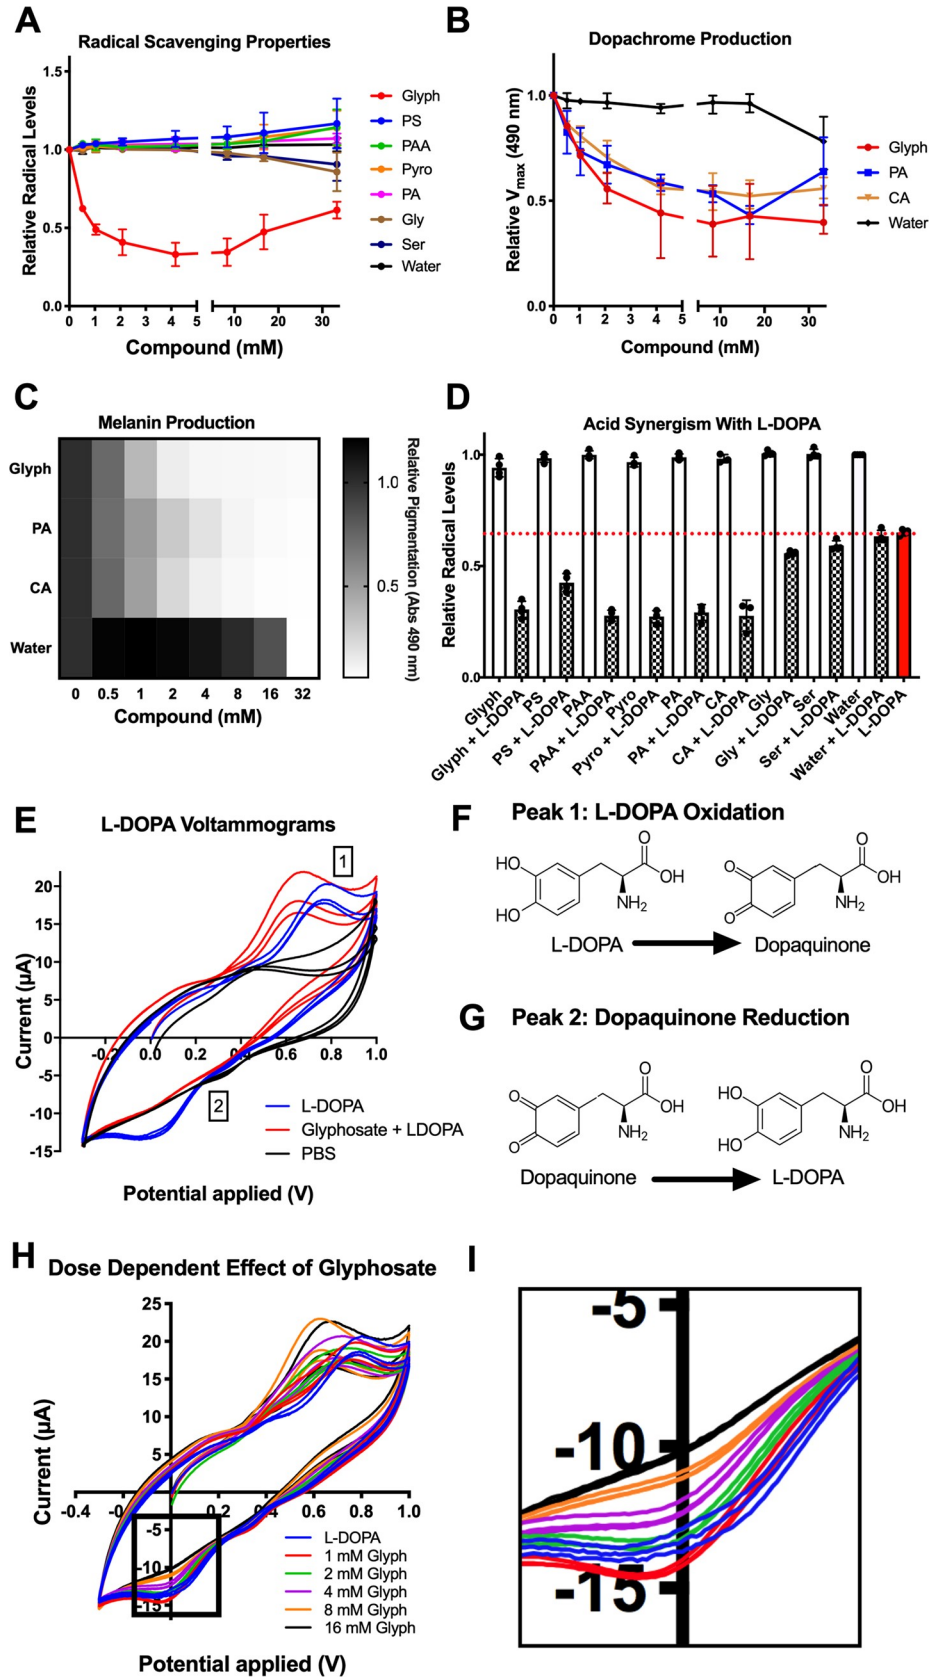 A
Radical Scavenging Properties
Relative Radical Levels
1.5
1.0
0.5
0.0
0 1 2 3 4 5 10 20 30
Compound (mM)
Glyph
PS
PAA
Pyro
PA
Gly
Ser
Water
B
Dopachrome Production
Relative Vmax (490 nm)
1.0
0.5
0.0
0 1 2 3 4 5 10 20 30
Compound (mM)
Glyph
PA
CA
Water
C
Melanin Production
Glyph
PA
CA
Water
0 0.5 1 2 4 8 16 32
Compound (mM)
1.0
0.5
Relative Pigmentation (Abs 490 nm)
D
Acid Synergism With L-DOPA
Relative Radical Levels
1.0
0.5
0.0
Glyph
Glyph + L-DOPA
PS
PS + L-DOPA
PAA
PAA + L-DOPA
Pyro
Pyro + L-DOPA
PA
PA + L-DOPA
CA
CA + L-DOPA
Gly
Gly + L-DOPA
Ser
Ser + L-DOPA
Water
Water + L-DOPA
L-DOPA
E
L-DOPA Voltammograms
Current (µA)
20
15
10
5
0
-5
-10
-15
-0.2 0.0 0.2 0.4 0.6 0.8 1.0
1
2
L-DOPA
Glyphosate + LDOPA
PBS
Potential applied (V)
F
Peak 1: L-DOPA Oxidation
HO
HO
O
OH
NH2
O
O
O
OH
NH2
L-DOPA
Dopaquinone
G
Peak 2: Dopaquinone Reduction
O
O
O
OH
NH2
HO
HO
O
OH
NH2
Dopaquinone
L-DOPA
H
Dose Dependent Effect of Glyphosate
Current (µA)
25
20
15
10
5
-5
-10
-15
-0.4 0.2 0.4 0.6 0.8 1.0
L-DOPA
1 mM Glyph
2 mM Glyph
4 mM Glyph
8 mM Glyph
16 mM Glyph
Potential applied (V)
I
-5
-10
-15